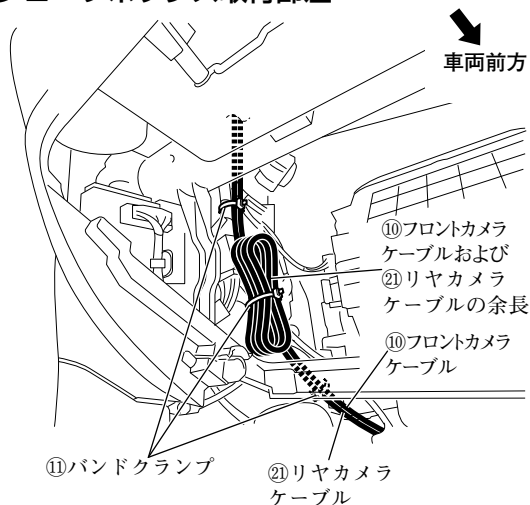 車両前方
⑩フロントカメラ
ケーブルおよび
㉑リヤカメラ
ケーブルの余長
⑩フロントカメラ
ケーブル
⑪バンドクランプ
㉑リヤカメラ
ケーブル